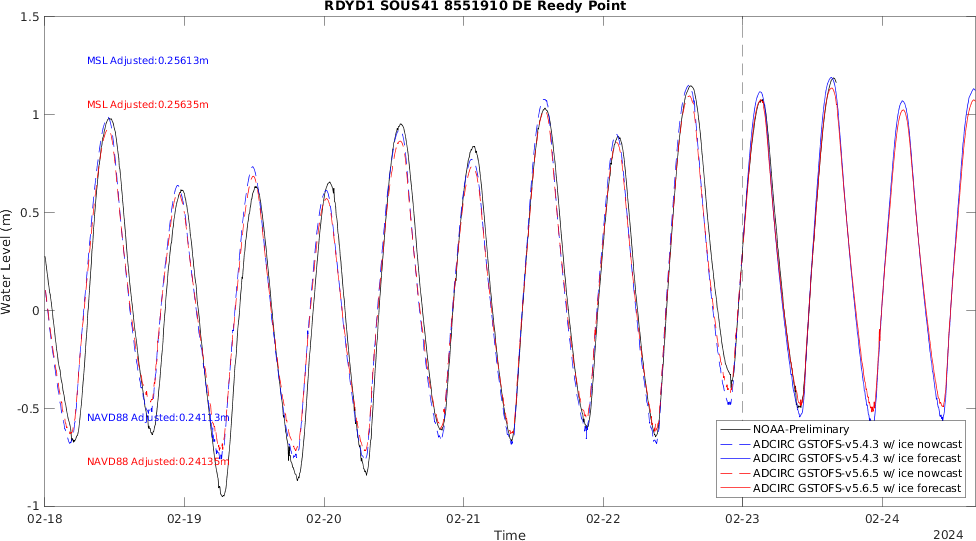 RDYD1 SOUS41 8551910 DE Reedy Point
1.5
1
0.5
0
-0.5
-1
Water Level (m)
MSL Adjusted:0.25613m
MSL Adjusted:0.25635m
NAVD88 Adjusted:0.24113m
NAVD88 Adjusted:0.24135m
NOAA-Preliminary
ADCIRC GSTOFS-v5.4.3 w/ ice nowcast
ADCIRC GSTOFS-v5.4.3 w/ ice forecast
ADCIRC GSTOFS-v5.6.5 w/ ice nowcast
ADCIRC GSTOFS-v5.6.5 w/ ice forecast
02-18
02-19
02-20
02-21
02-22
02-23
02-24
Time
2024